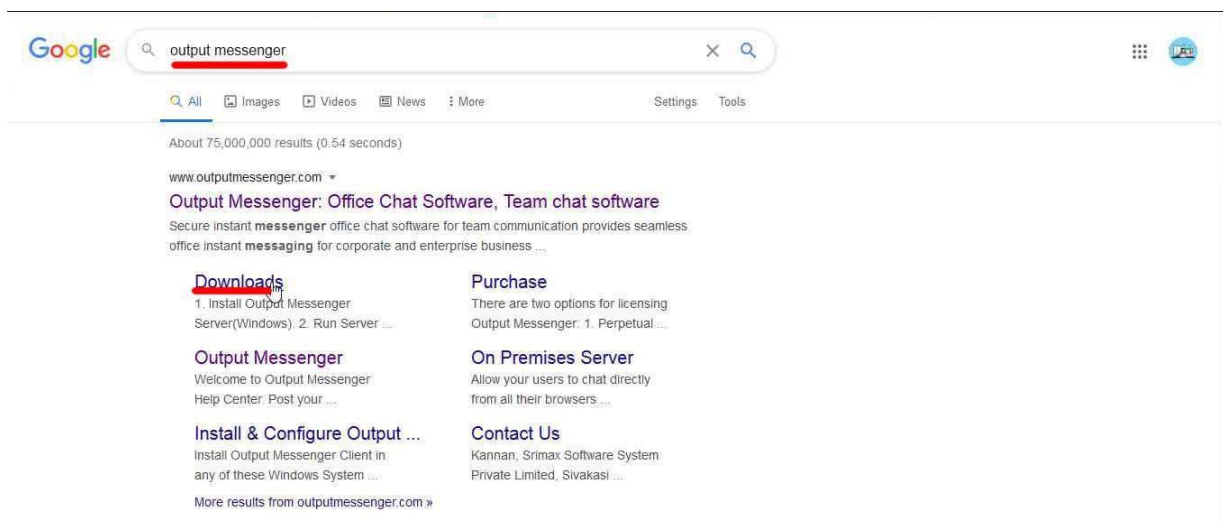 Google
output messenger
All Images Videos News More Settings Tools
About 75,000,000 results (0.54 seconds)
www.outputmessenger.com
Output Messenger: Office Chat Software, Team chat software
Secure instant messenger office chat software for team communication provides seamless
office instant messaging for corporate and enterprise business ...
Downloads
1. Install Output Messenger
Server(Windows). 2. Run Server ...
Purchase
There are two options for licensing
Output Messenger: 1. Perpetual ...
Output Messenger
Welcome to Output Messenger
Help Center. Post your ...
On Premises Server
Allow your users to chat directly
from all their browsers ...
Install & Configure Output ...
Install Output Messenger Client in
any of these Windows System ...
Contact Us
Kannan, Srimax Software System
Private Limited, Sivakasi ...
More results from outputmessenger.com »